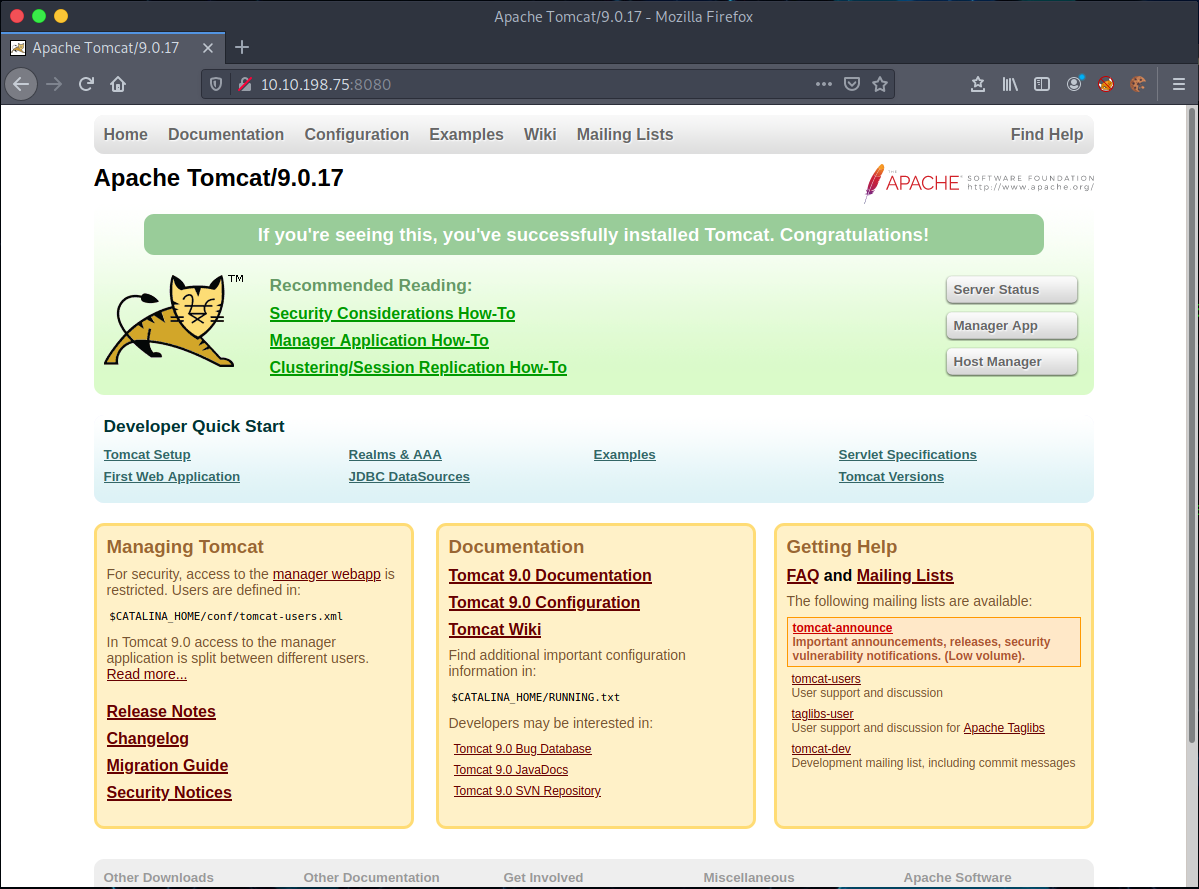 Apache Tomcat/9.0.17 - Mozilla Firefox
Apache Tomcat/9.0.17
10.10.198.75:8080
Home Documentation Configuration Examples Wiki Mailing Lists Find Help
Apache Tomcat/9.0.17
THE APACHE™ SOFTWARE FOUNDATION
http://www.apache.org/
If you're seeing this, you've successfully installed Tomcat. Congratulations!
TM
Recommended Reading:
Security Considerations How-To
Manager Application How-To
Clustering/Session Replication How-To
Server Status
Manager App
Host Manager
Developer Quick Start
Tomcat Setup
First Web Application
Realms & AAA
JDBC DataSources
Examples
Servlet Specifications
Tomcat Versions
Managing Tomcat
For security, access to the manager webapp is
restricted. Users are defined in:
$CATALINA_HOME/conf/tomcat-users.xml
In Tomcat 9.0 access to the manager
application is split between different users.
Read more...
Release Notes
Changelog
Migration Guide
Security Notices
Documentation
Tomcat 9.0 Documentation
Tomcat 9.0 Configuration
Tomcat Wiki
Find additional important configuration
information in:
$CATALINA_HOME/RUNNING.txt
Developers may be interested in:
Tomcat 9.0 Bug Database
Tomcat 9.0 JavaDocs
Tomcat 9.0 SVN Repository
Getting Help
FAQ and Mailing Lists
The following mailing lists are available:
tomcat-announce
Important announcements, releases, security
vulnerability notifications. (Low volume).
tomcat-users
User support and discussion
taglibs-user
User support and discussion for Apache Taglibs
tomcat-dev
Development mailing list, including commit messages
Other Downloads Other Documentation Get Involved Miscellaneous Apache Software